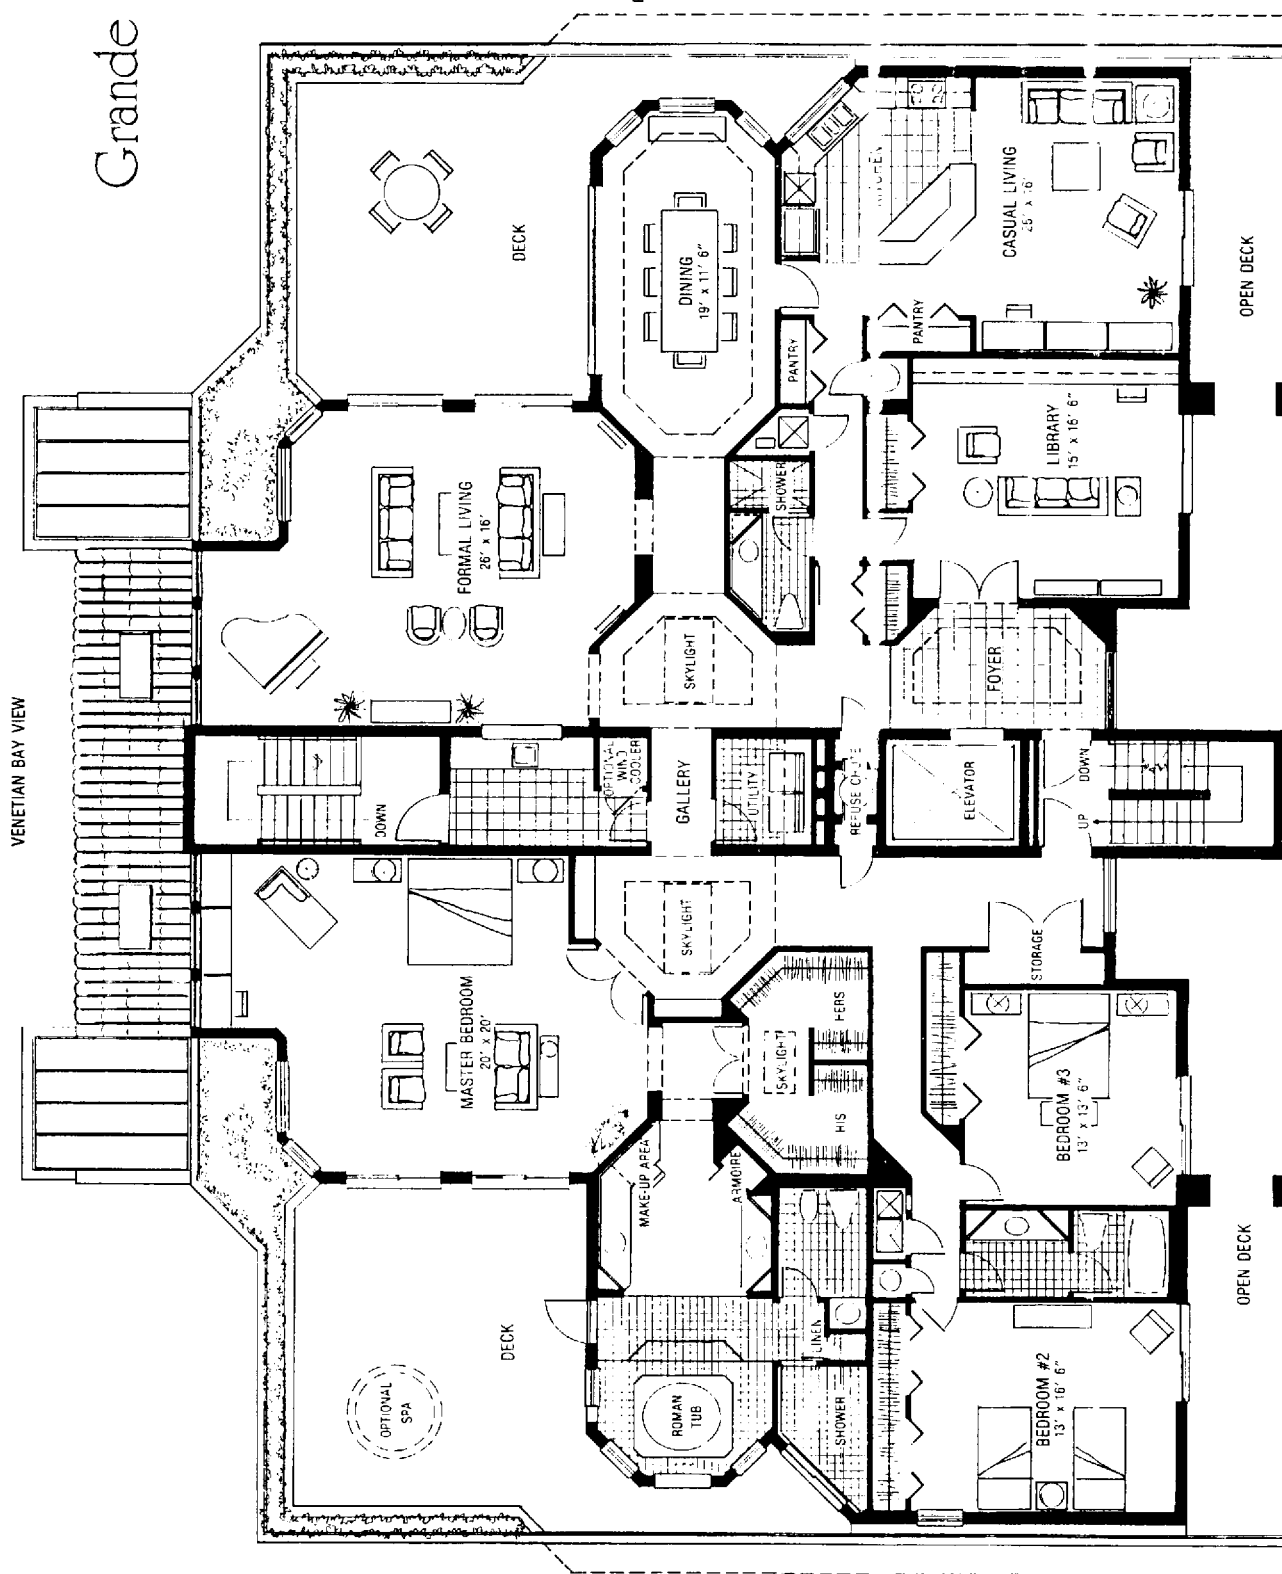 Grande
VENETIAN BAY VIEW
DECK
DINING
19' x 11' 6"
KITCHEN
CASUAL LIVING
25' x 16'
OPEN DECK
PANTRY
PANTRY
FORMAL LIVING
26' x 16'
SHOWER
LIBRARY
15' x 16' 6"
SKYLIGHT
FOYER
DOWN
OPTIONAL
WINE
COOLER
GALLERY
UTILITY
REFUSE CHUTE
ELEVATOR
DOWN
UP
SKYLIGHT
STORAGE
MASTER BEDROOM
20' x 20'
HERS
SKYLIGHT
HIS
BEDROOM #3
13' x 13' 6"
MAKE-UP AREA
ARMOIRE
DECK
OPTIONAL
SPA
LINEN
ROMAN
TUB
SHOWER
BEDROOM #2
13' x 16' 6"
OPEN DECK